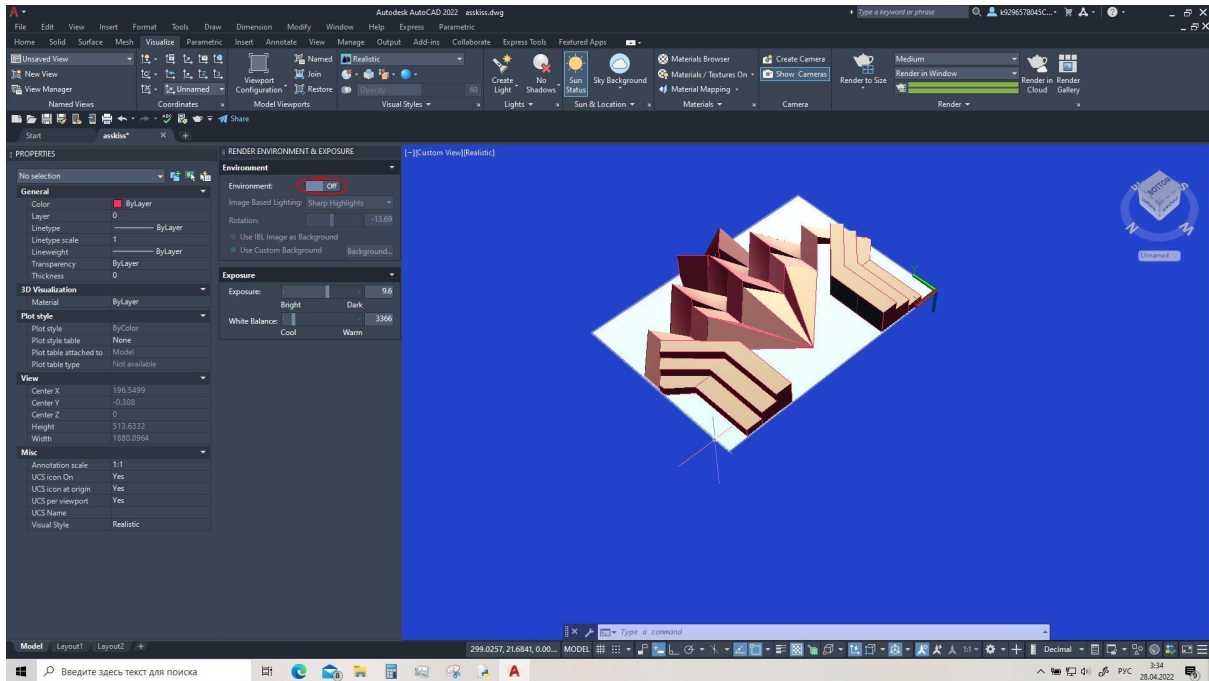 Autodesk AutoCAD 2022 asskiss.dwg
Type a keyword or phrase
k9296578045C...
File Edit View Insert Format Tools Draw Dimension Modify Window Help Express Parametric
Home Solid Surface Mesh Visualize Parametric Insert Annotate View Manage Output Add-ins Collaborate Express Tools Featured Apps
Unsaved View
New View
View Manager
Named Views
Unnamed
Coordinates
Viewport
Configuration
Named
Join
Restore
Model Viewports
Realistic
Opacity 60
Visual Styles
Create
Light
No
Shadows
Lights
Sun
Status
Sky Background
Sun & Location
Materials Browser
Materials / Textures On
Material Mapping
Materials
Create Camera
Show Cameras
Camera
Render to Size
Medium
Render in Window
Render
Render in
Cloud
Render
Gallery
Share
Start asskiss*
PROPERTIES
No selection
General
Color ByLayer
Layer 0
Linetype ByLayer
Linetype scale 1
Lineweight ByLayer
Transparency ByLayer
Thickness 0
3D Visualization
Material ByLayer
Plot style
Plot style ByColor
Plot style table None
Plot table attached to Model
Plot table type Not available
View
Center X 196.5499
Center Y -0.308
Center Z 0
Height 513.6332
Width 1880.0964
Misc
Annotation scale 1:1
UCS icon On Yes
UCS icon at origin Yes
UCS per viewport Yes
UCS Name
Visual Style Realistic
RENDER ENVIRONMENT & EXPOSURE
Environment
Environment: Off
Image Based Lighting: Sharp Highlights
Rotation: -13.69
Use IBL Image as Background
Use Custom Background Background...
Exposure
Exposure: 9.6
Bright Dark
White Balance: 3366
Cool Warm
[−][Custom View][Realistic]
BOTTOM
N
Unnamed
Y
Type a command
Model Layout1 Layout2 +
299.0257, 21.6841, 0.00... MODEL 1:1 Decimal
Введите здесь текст для поиска
РУС
3:34
28.04.2022